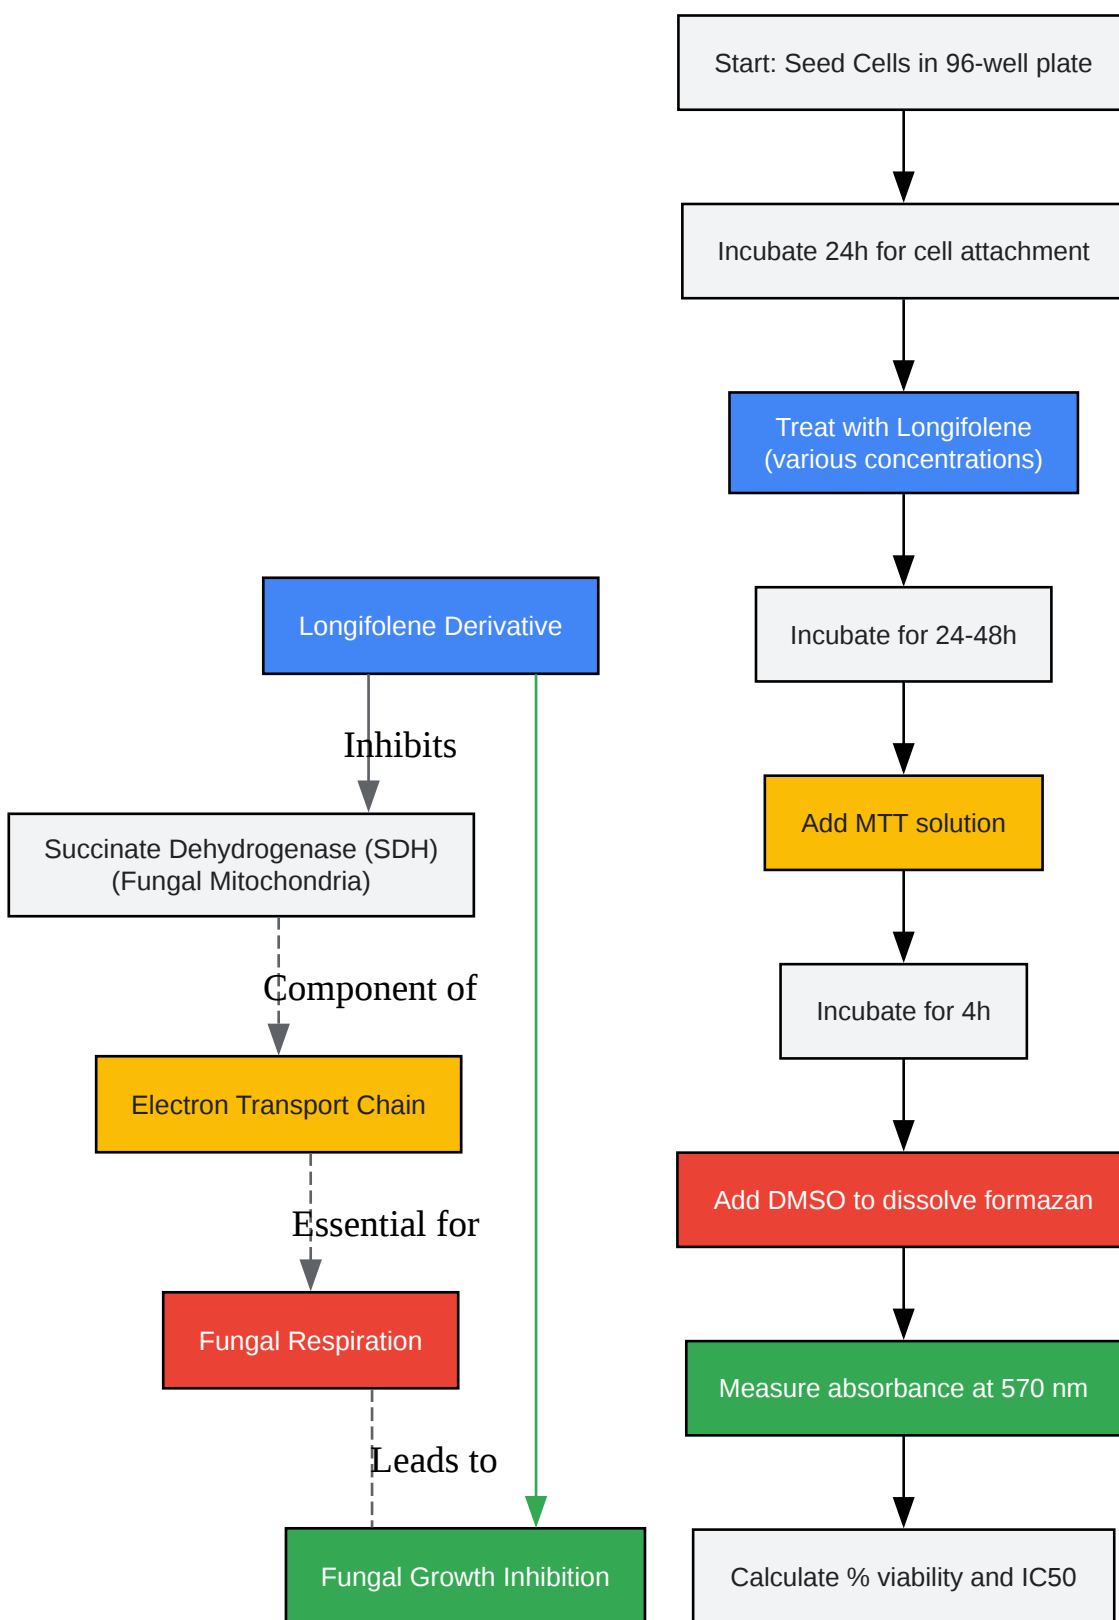 Start: Seed Cells in 96-well plate
Incubate 24h for cell attachment
Treat with Longifolene
(various concentrations)
Incubate for 24-48h
Add MTT solution
Incubate for 4h
Add DMSO to dissolve formazan
Measure absorbance at 570 nm
Calculate % viability and IC50
Longifolene Derivative
Inhibits
Succinate Dehydrogenase (SDH)
(Fungal Mitochondria)
Component of
Electron Transport Chain
Essential for
Fungal Respiration
Leads to
Fungal Growth Inhibition